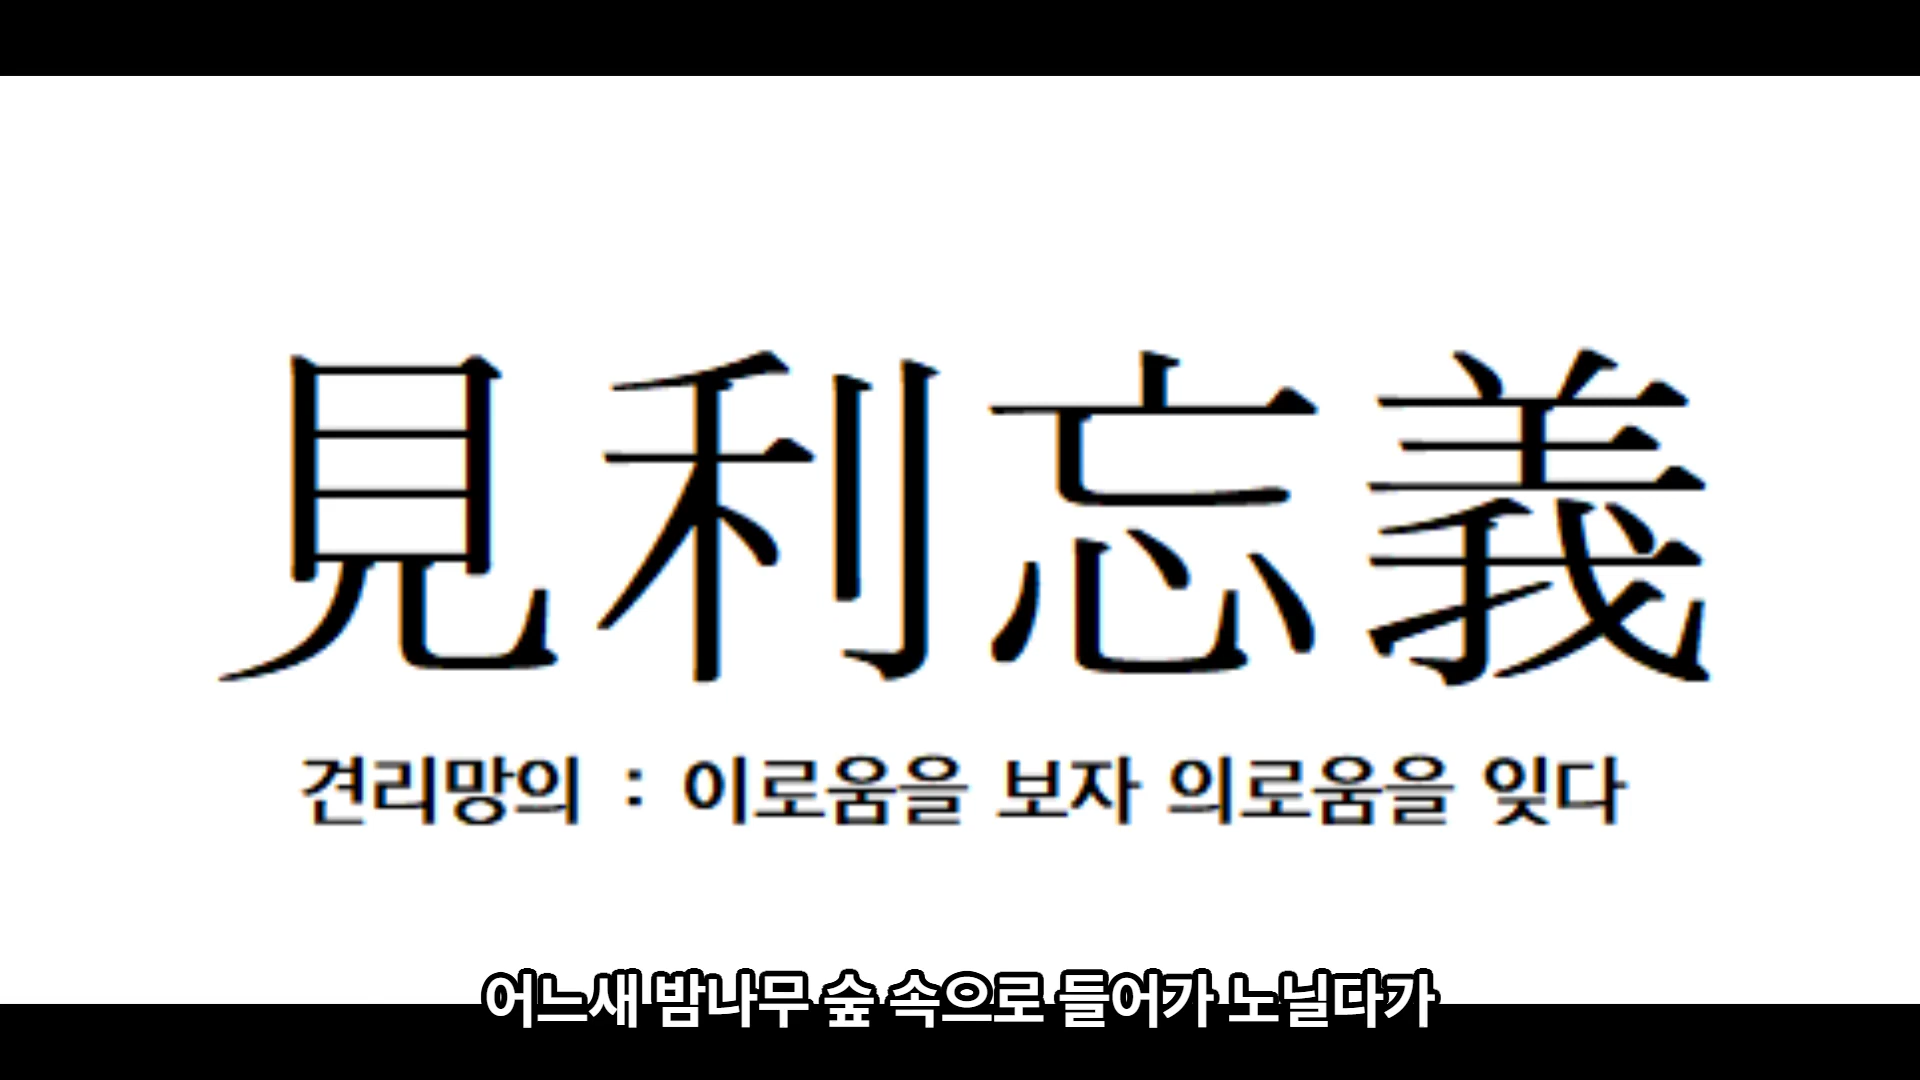 見利忘義
견리망의 : 이로움을 보자 의로움을 잊다
어느새 밤나무 숲 속으로 들어가 노닐다가